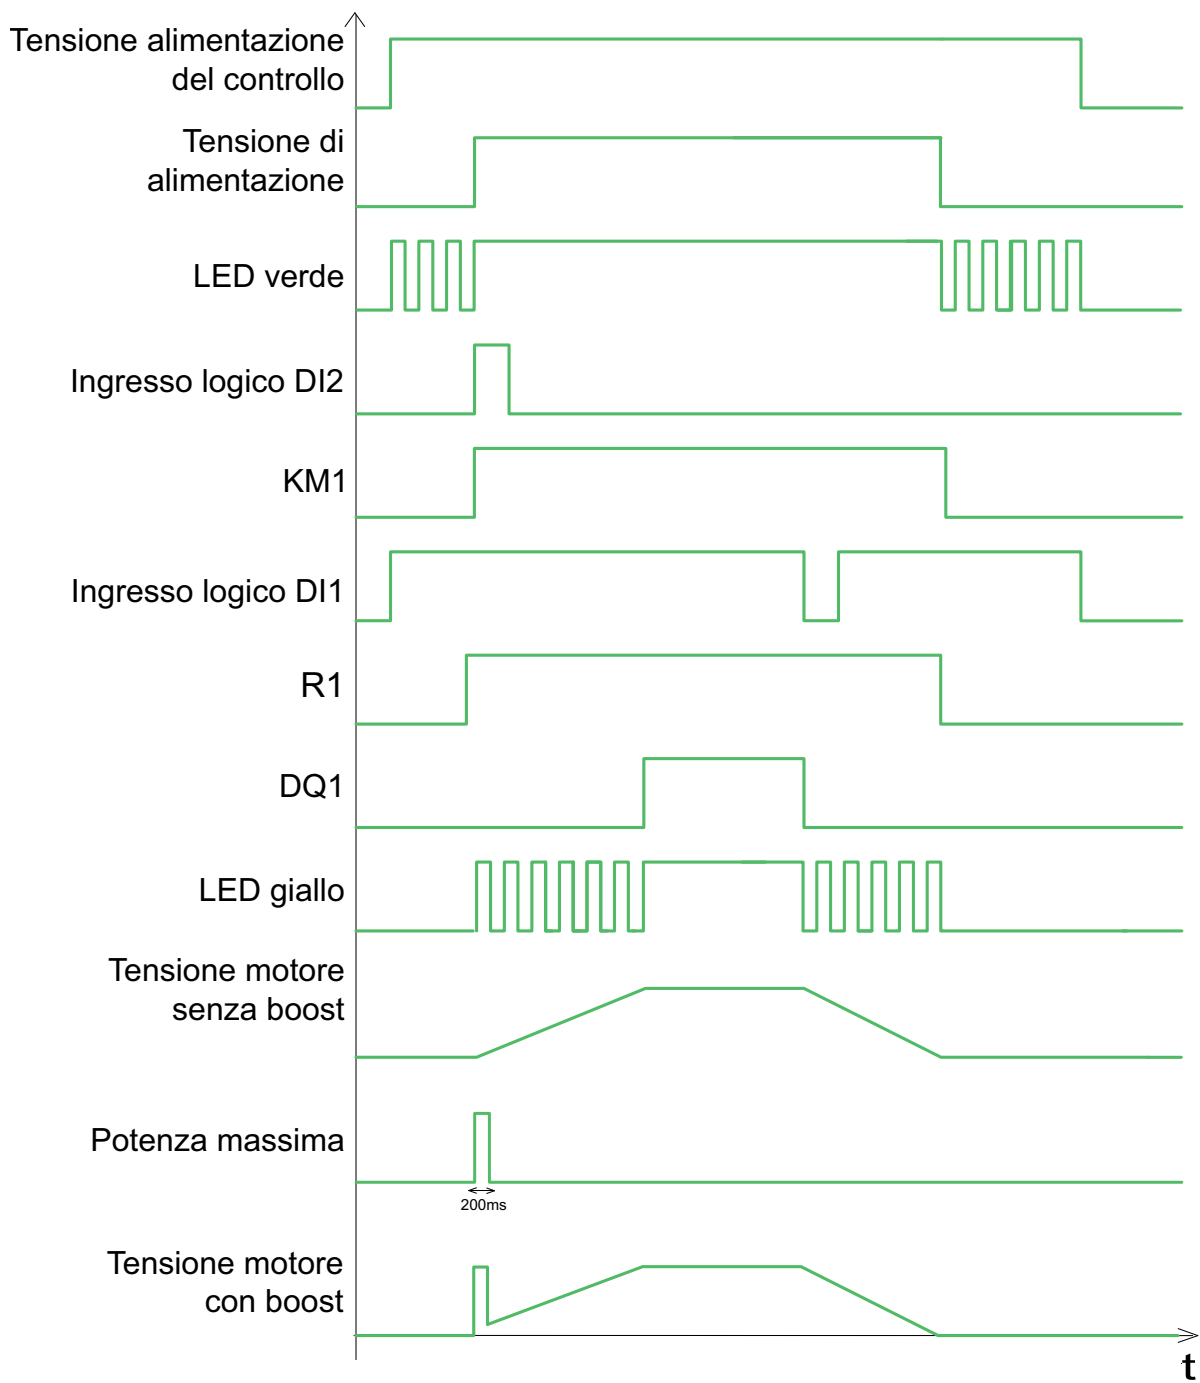 Tensione alimentazione
del controllo
Tensione di
alimentazione
LED verde
Ingresso logico DI2
KM1
Ingresso logico DI1
R1
DQ1
LED giallo
Tensione motore
senza boost
Potenza massima
200ms
Tensione motore
con boost
t